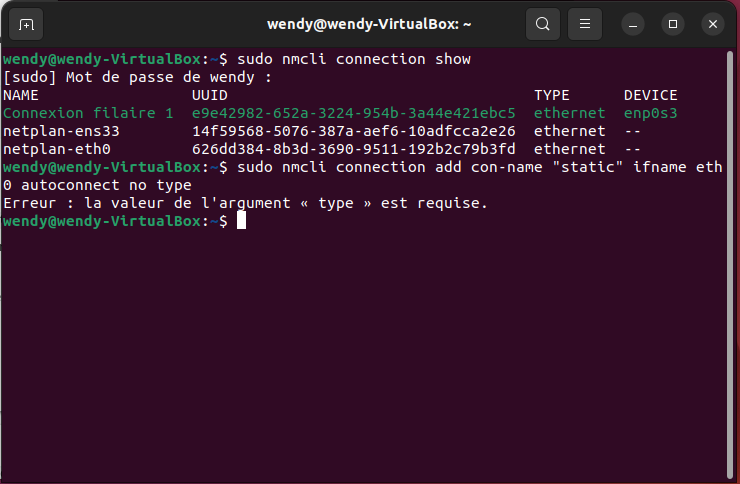 wendy@wendy-VirtualBox: ~
wendy@wendy-VirtualBox:~$ sudo nmcli connection show
[sudo] Mot de passe de wendy :
NAME UUID TYPE DEVICE
Connexion filaire 1 e9e42982-652a-3224-954b-3a44e421ebc5 ethernet enp0s3
netplan-ens33 14f59568-5076-387a-aef6-10adfcca2e26 ethernet --
netplan-eth0 626dd384-8b3d-3690-9511-192b2c79b3fd ethernet --
wendy@wendy-VirtualBox:~$ sudo nmcli connection add con-name "static" ifname eth
0 autoconnect no type
Erreur : la valeur de l'argument « type » est requise.
wendy@wendy-VirtualBox:~$